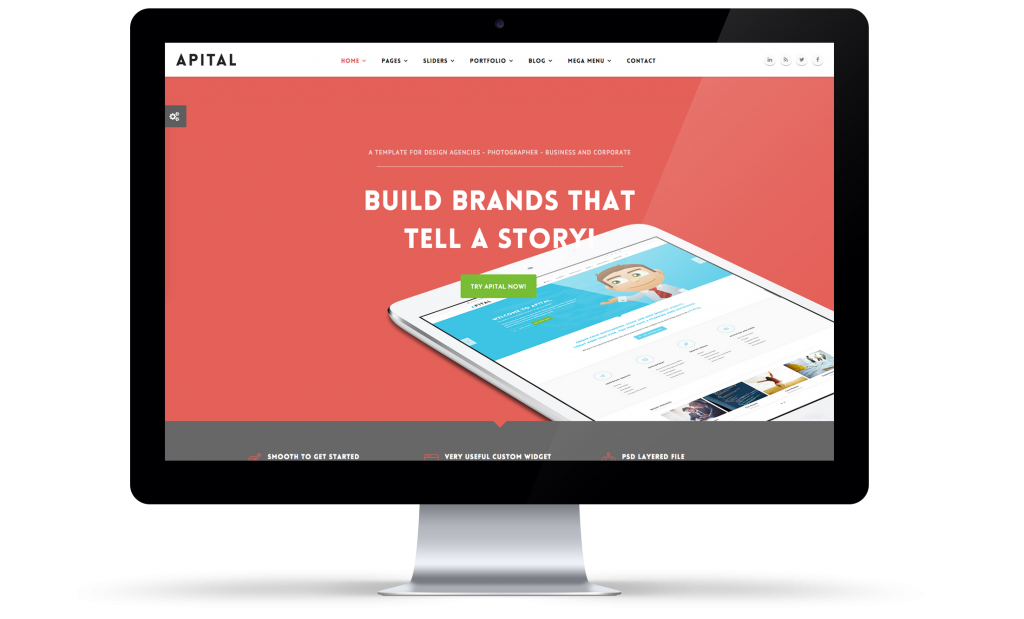 APITAL
HOME PAGES SLIDERS PORTFOLIO BLOG MEGA MENU CONTACT
A TEMPLATE FOR DESIGN AGENCIES - PHOTOGRAPHER - BUSINESS AND CORPORATE
BUILD BRANDS THAT
TELL A STORY!
TRY APITAL NOW!
WELCOME TO APITAL
SMOOTH TO GET STARTED
VERY USEFUL CUSTOM WIDGET
PSD LAYERED FILE